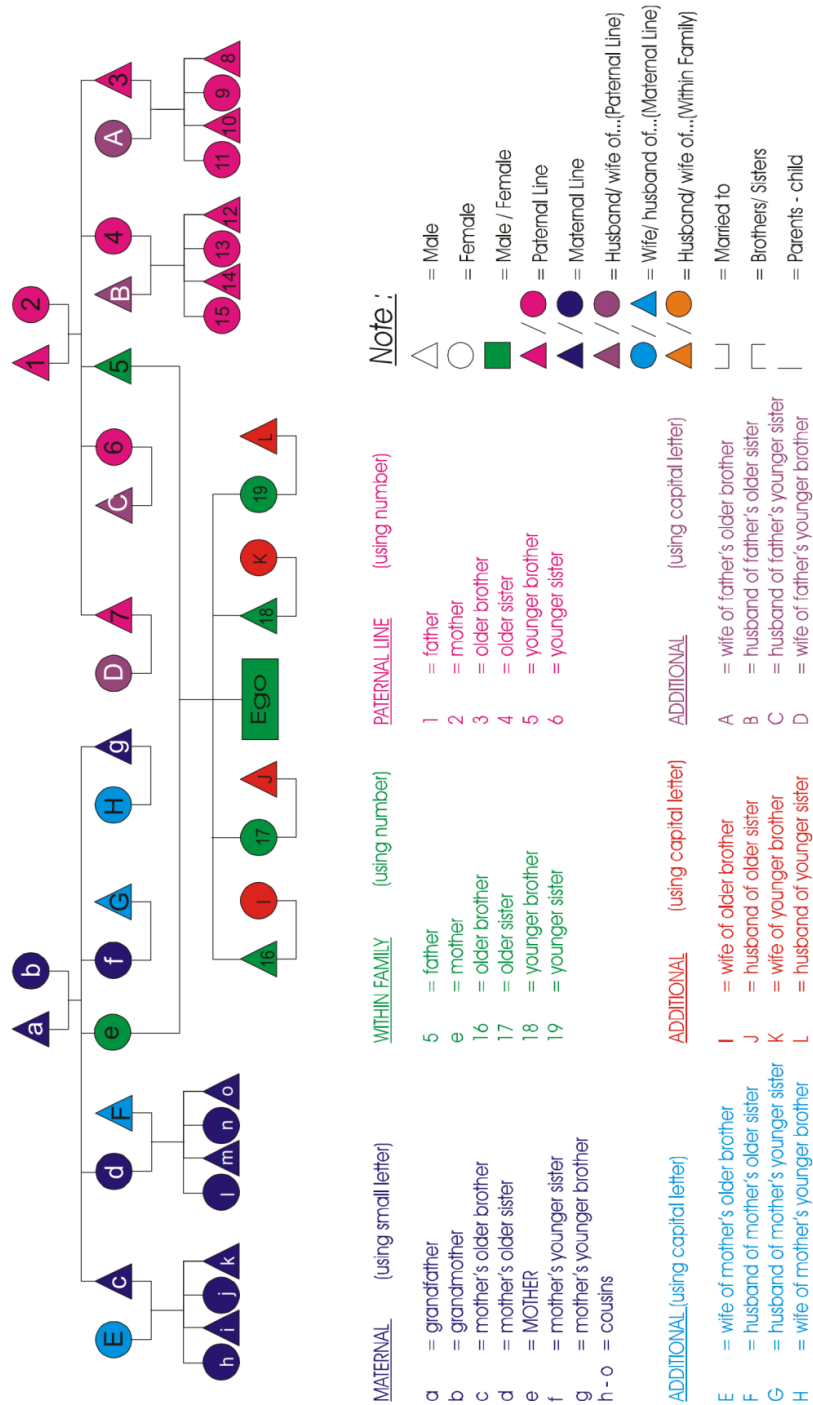 a b
1 2
E c
d F
e
f G
H g
D 7
C 6
5
B 4
A 3
h i j k
l m n o
15 14 13 12
11 10 9 8
16 I
17 J
Ego
18 K
19 L
MATERNAL (using small letter)
a = grandfather
b = grandmother
c = mother's older brother
d = mother's older sister
e = MOTHER
f = mother's younger sister
g = mother's younger brother
h - o = cousins
WITHIN FAMILY (using number)
5 = father
e = mother
16 = older brother
17 = older sister
18 = younger brother
19 = younger sister
PATERNAL LINE (using number)
1 = father
2 = mother
3 = older brother
4 = older sister
5 = younger brother
6 = younger sister
ADDITIONAL (using capital letter)
E = wife of mother's older brother
F = husband of mother's older sister
G = husband of mother's younger sister
H = wife of mother's younger brother
ADDITIONAL (using capital letter)
I = wife of older brother
J = husband of older sister
K = wife of younger brother
L = husband of younger sister
ADDITIONAL (using capital letter)
A = wife of father's older brother
B = husband of father's older sister
C = husband of father's younger sister
D = wife of father's younger brother
Note :
= Male
= Female
= Male / Female
/ = Paternal Line
/ = Maternal Line
/ = Husband/ wife of...(Paternal Line)
/ = Wife/ husband of...(Maternal Line)
/ = Husband/ wife of...(Within Family)
= Married to
= Brothers/ Sisters
= Parents - child